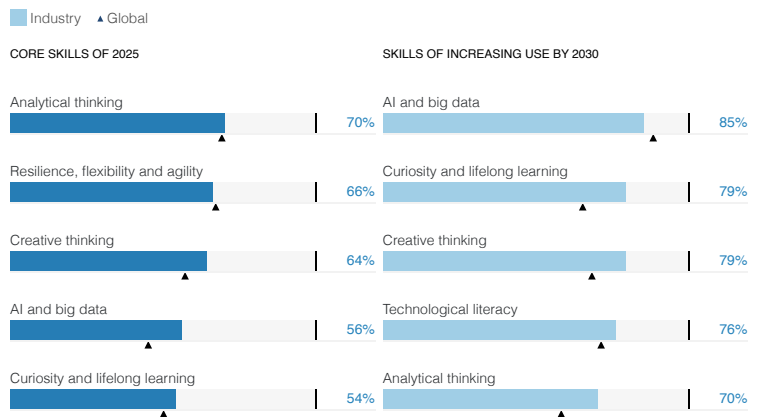 Industry Global
CORE SKILLS OF 2025
Analytical thinking
70%
Resilience, flexibility and agility
66%
Creative thinking
64%
AI and big data
56%
Curiosity and lifelong learning
54%
SKILLS OF INCREASING USE BY 2030
AI and big data
85%
Curiosity and lifelong learning
79%
Creative thinking
79%
Technological literacy
76%
Analytical thinking
70%